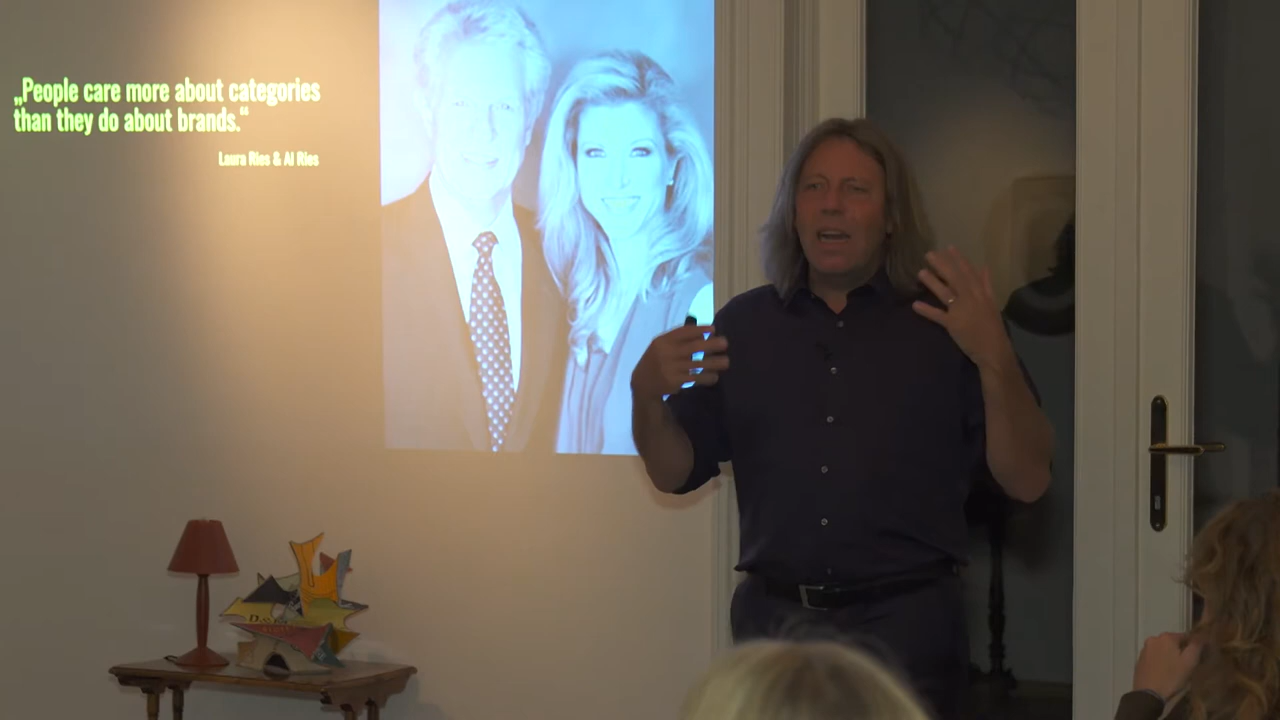 „People care more about categories
than they do about brands.“
Laura Ries & Al Ries